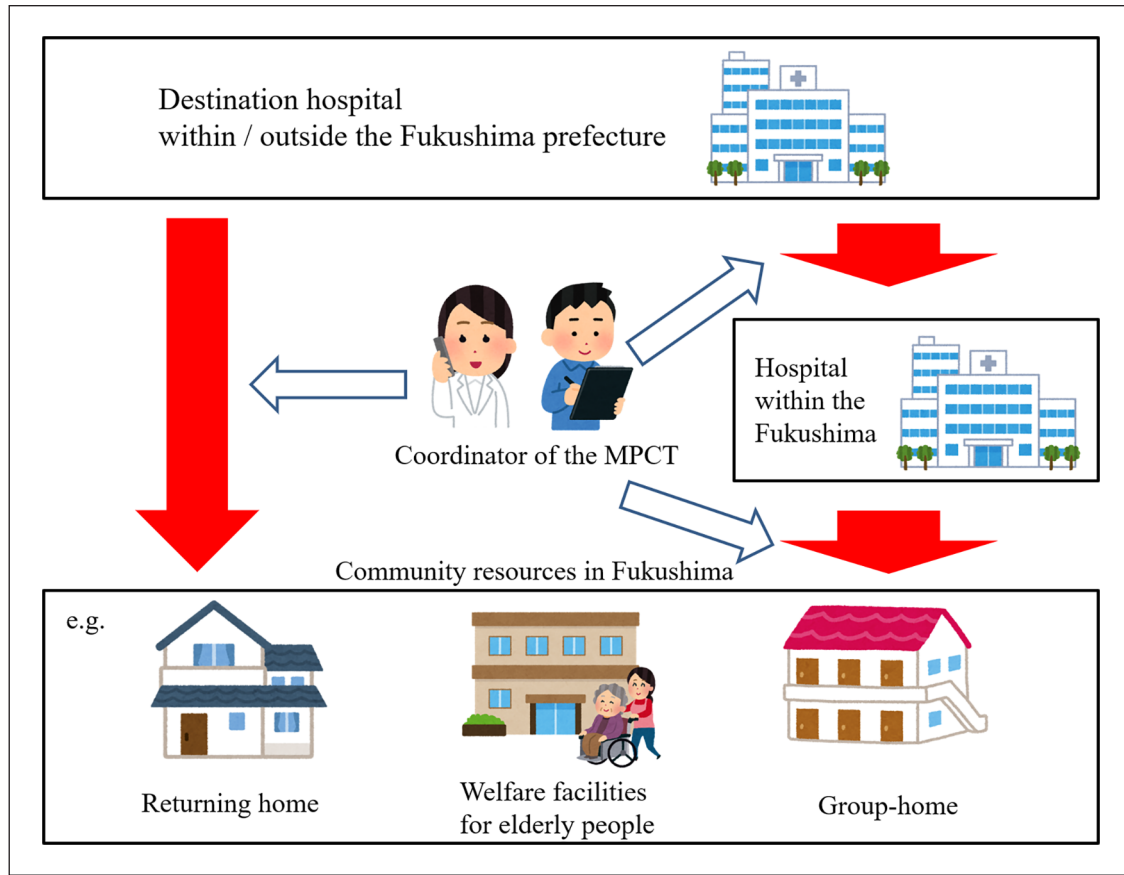 Destination hospital
within / outside the Fukushima prefecture
Hospital
within the
Fukushima
Coordinator of the MPCT
Community resources in Fukushima
e.g.
Returning home
Welfare facilities
for elderly people
Group-home